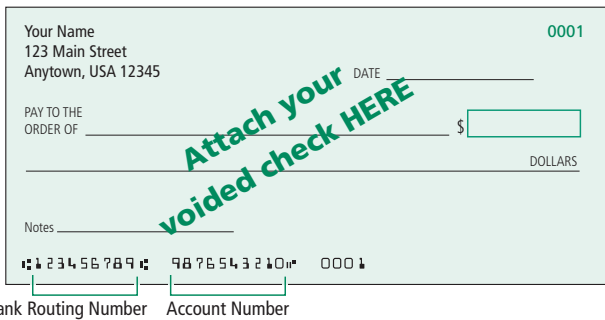 Your Name
0001
123 Main Street
Anytown, USA 12345
DATE
Attach your
voided check HERE
PAY TO THE
ORDER OF
$
DOLLARS
Notes
⑆123456789⑆ 9876543210⑈ 0001
ank Routing Number Account Number